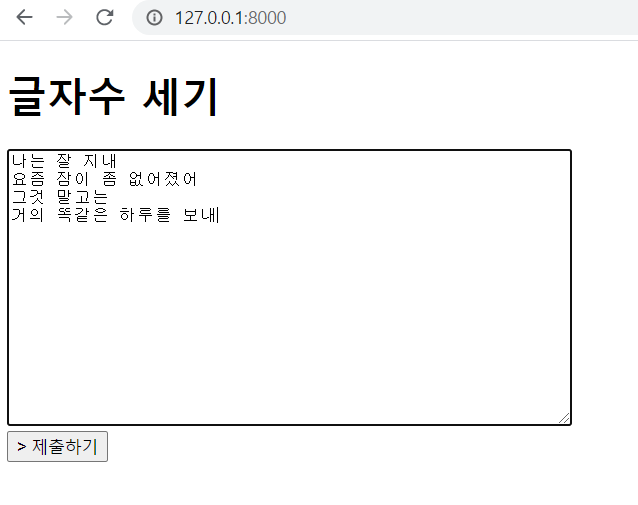 127.0.0.1:8000
글자수 세기
나는 잘 지내
요즘 잠이 좀 없어졌어
그것 말고는
거의 똑같은 하루를 보내
> 제출하기